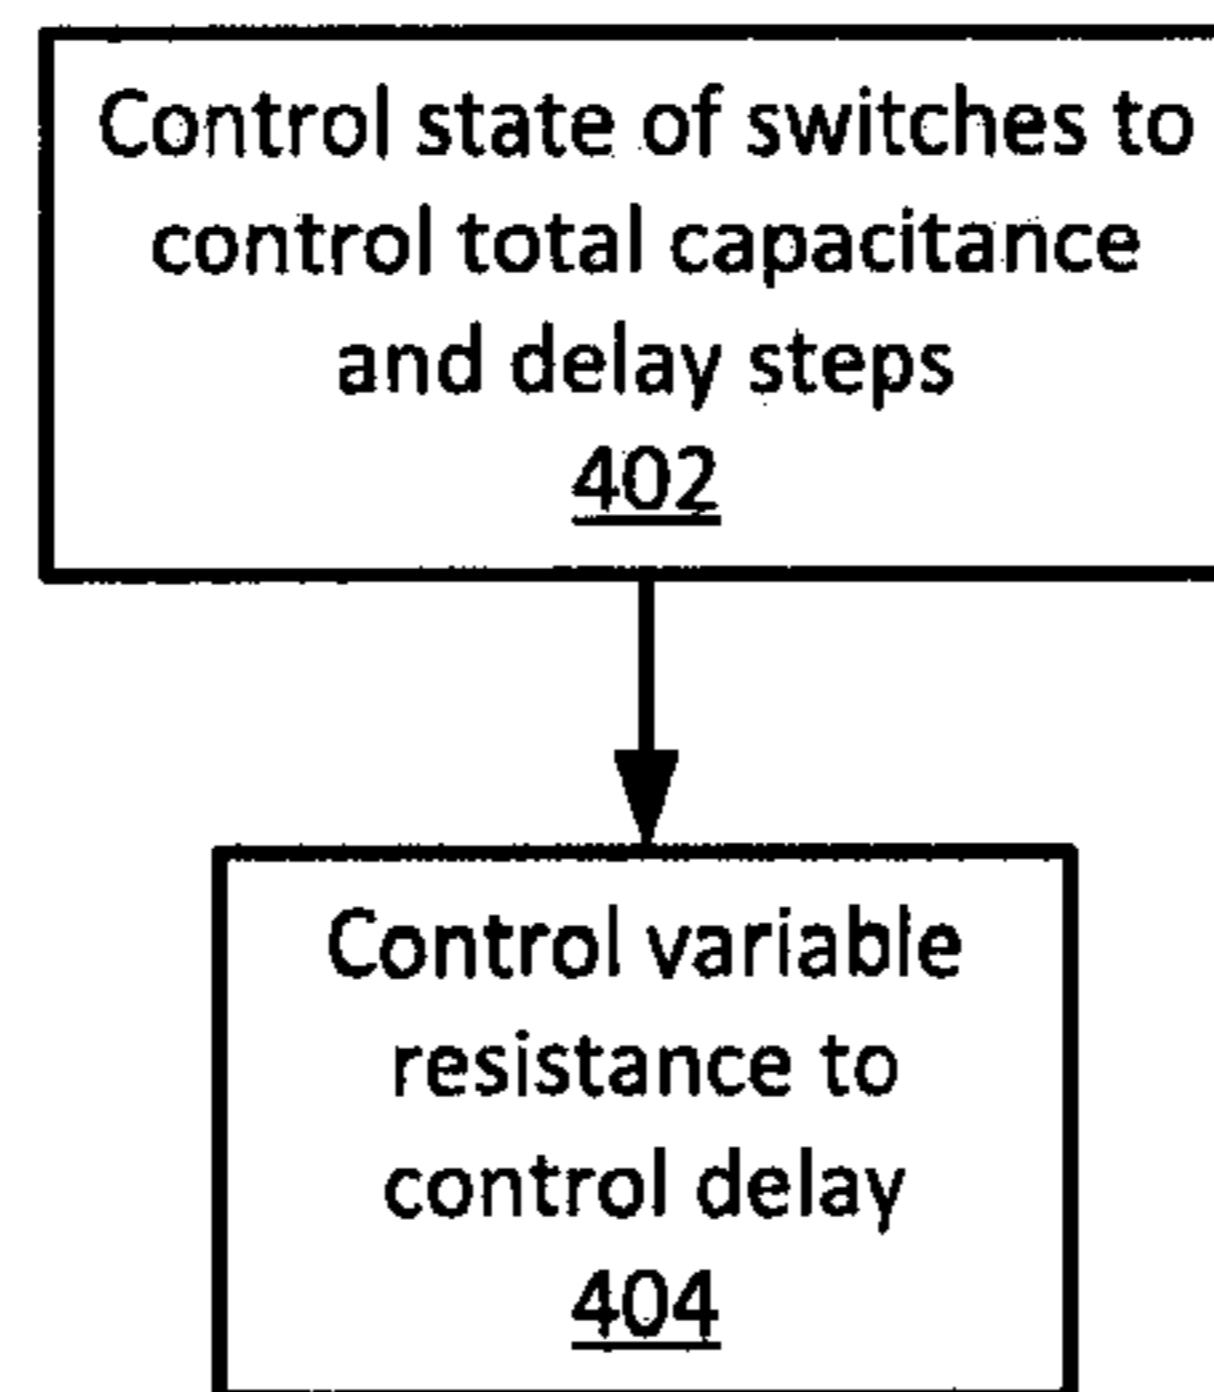 Control state of switches to
control total capacitance
and delay steps
402
Control variable
resistance to
control delay
404